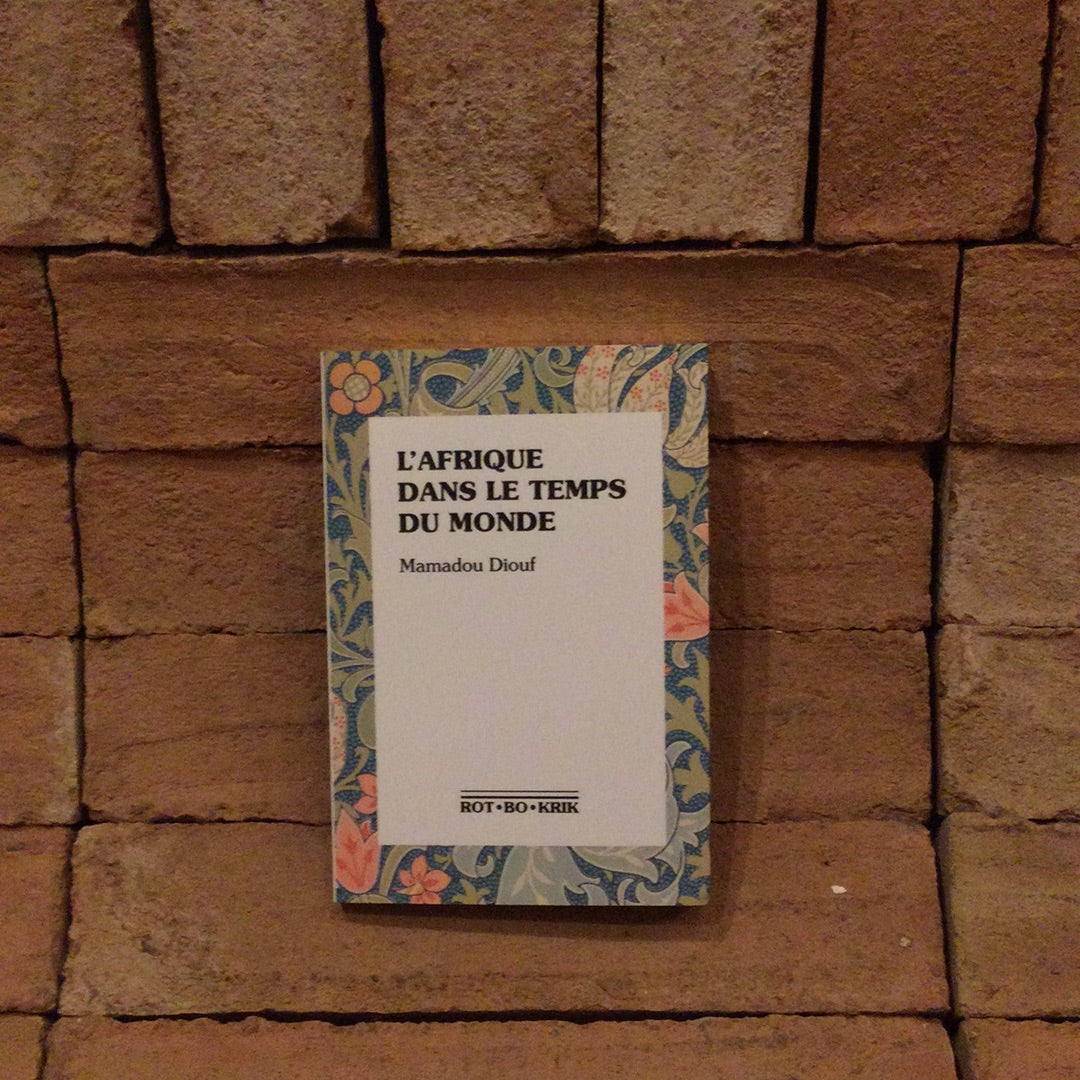 L'AFRIQUE
DANS LE TEMPS
DU MONDE
Mamadou Diouf
ROT•BO•KRIK